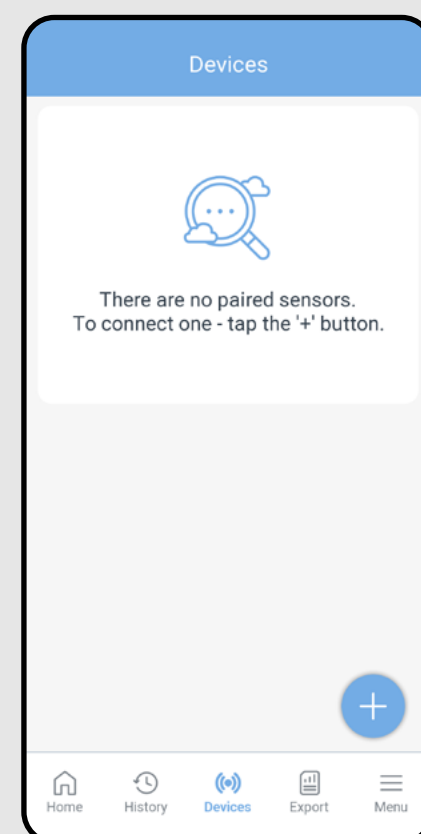 Devices
There are no paired sensors.
To connect one - tap the '+' button.
Home
History
Devices
Export
Menu